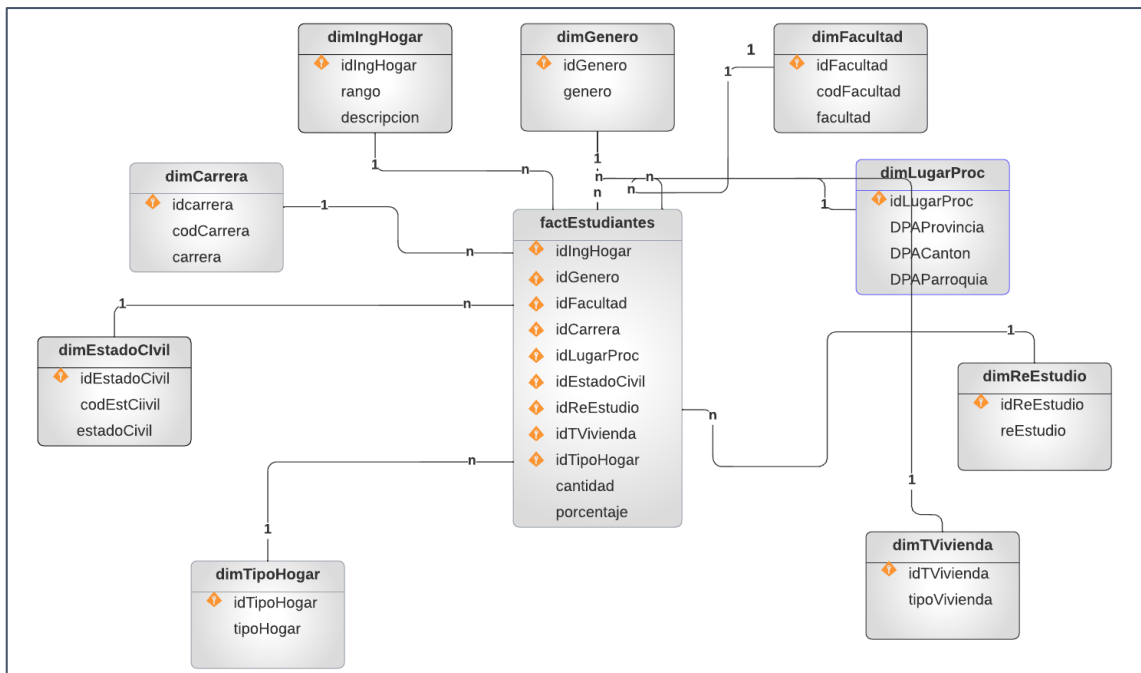 dimIngHogar
idIngHogar
rango
descripcion
dimGenero
idGenero
genero
dimFacultad
idFacultad
codFacultad
facultad
1
1
1
n
1
n
n
n
n
dimCarrera
idcarrera
codCarrera
carrera
1
n
dimLugarProc
idLugarProc
DPAProvincia
DPACanton
DPAParroquia
1
factEstudiantes
idIngHogar
idGenero
idFacultad
idCarrera
idLugarProc
idEstadoCivil
idReEstudio
idTVivienda
idTipoHogar
cantidad
porcentaje
1
n
dimEstadoCIvil
idEstadoCivil
codEstCiivil
estadoCivil
1
n
dimReEstudio
idReEstudio
reEstudio
n
1
dimTipoHogar
idTipoHogar
tipoHogar
1
dimTVivienda
idTVivienda
tipoVivienda